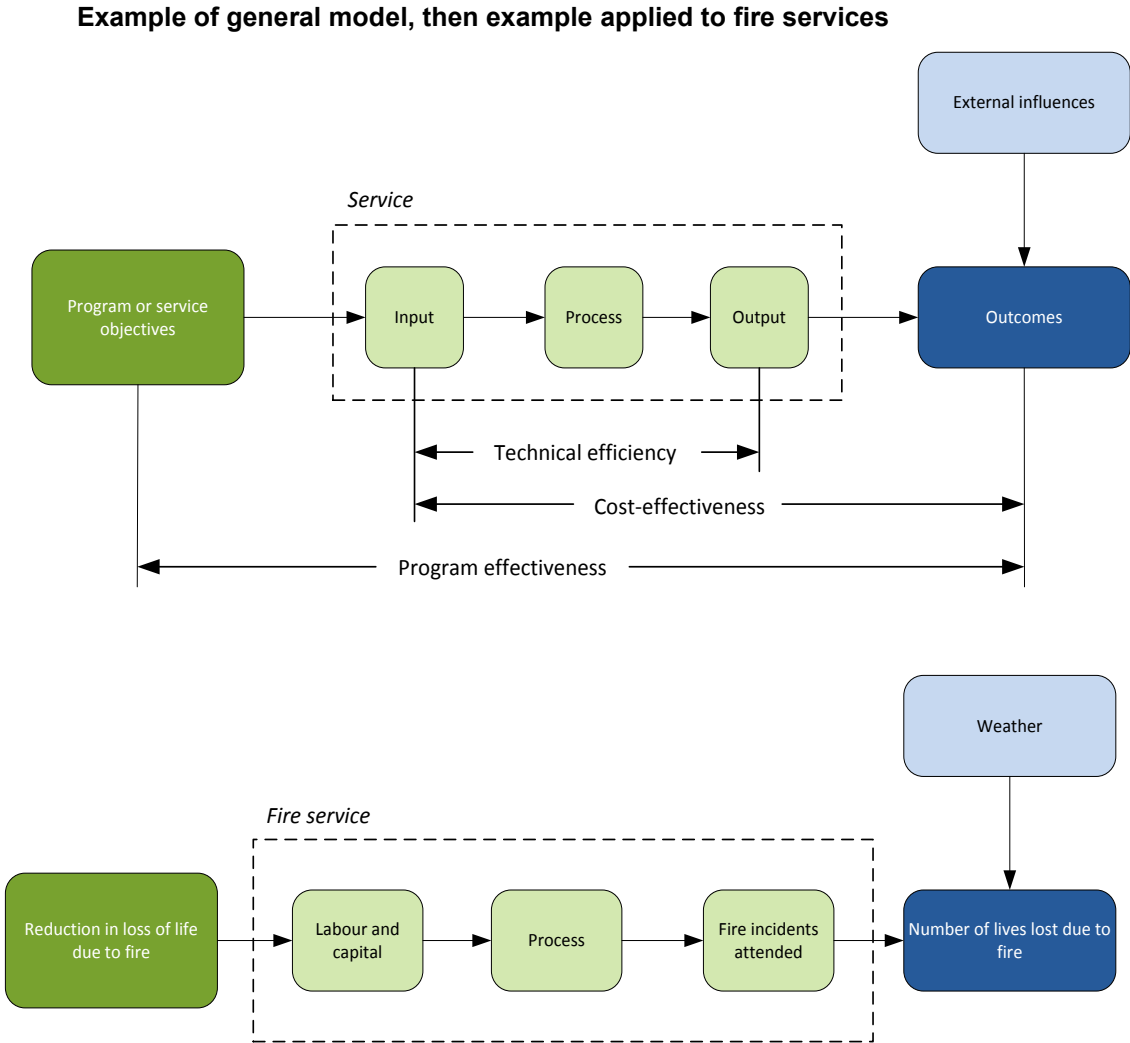 Example of general model, then example applied to fire services
External influences
Service
Program or service
objectives
Input
Process
Output
Outcomes
Technical efficiency
Cost-effectiveness
Program effectiveness
Weather
Fire service
Reduction in loss of life
due to fire
Labour and
capital
Process
Fire incidents
attended
Number of lives lost due to
fire